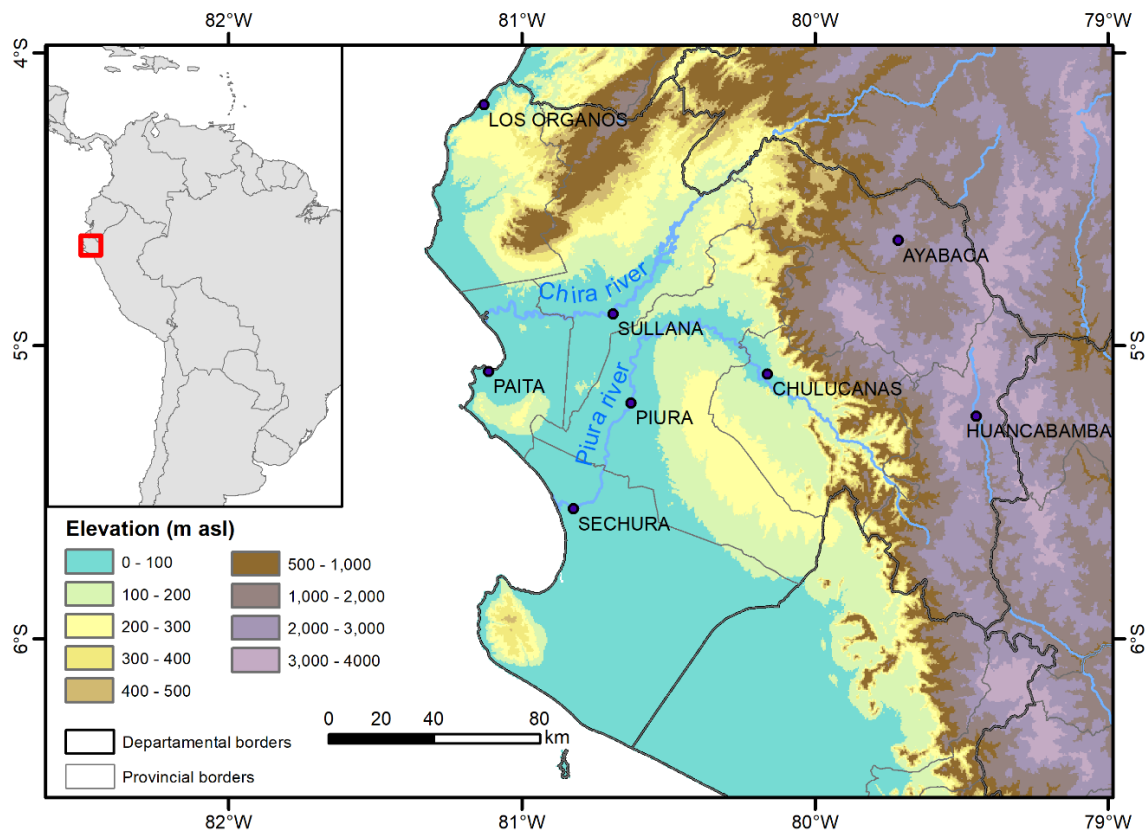 82°W
81°W
80°W
79°W
4°S
4°S
LOS ORGANOS
AYABACA
Chira river
SULLANA
5°S
5°S
PAITA
CHULUCANAS
PIURA
HUANCABAMBA
Piura river
SECHURA
Elevation (m asl)
0 - 100
100 - 200
200 - 300
300 - 400
400 - 500
500 - 1,000
1,000 - 2,000
2,000 - 3,000
3,000 - 4000
6°S
6°S
Departamental borders
Provincial borders
0 20 40 80
km
82°W
81°W
80°W
79°W